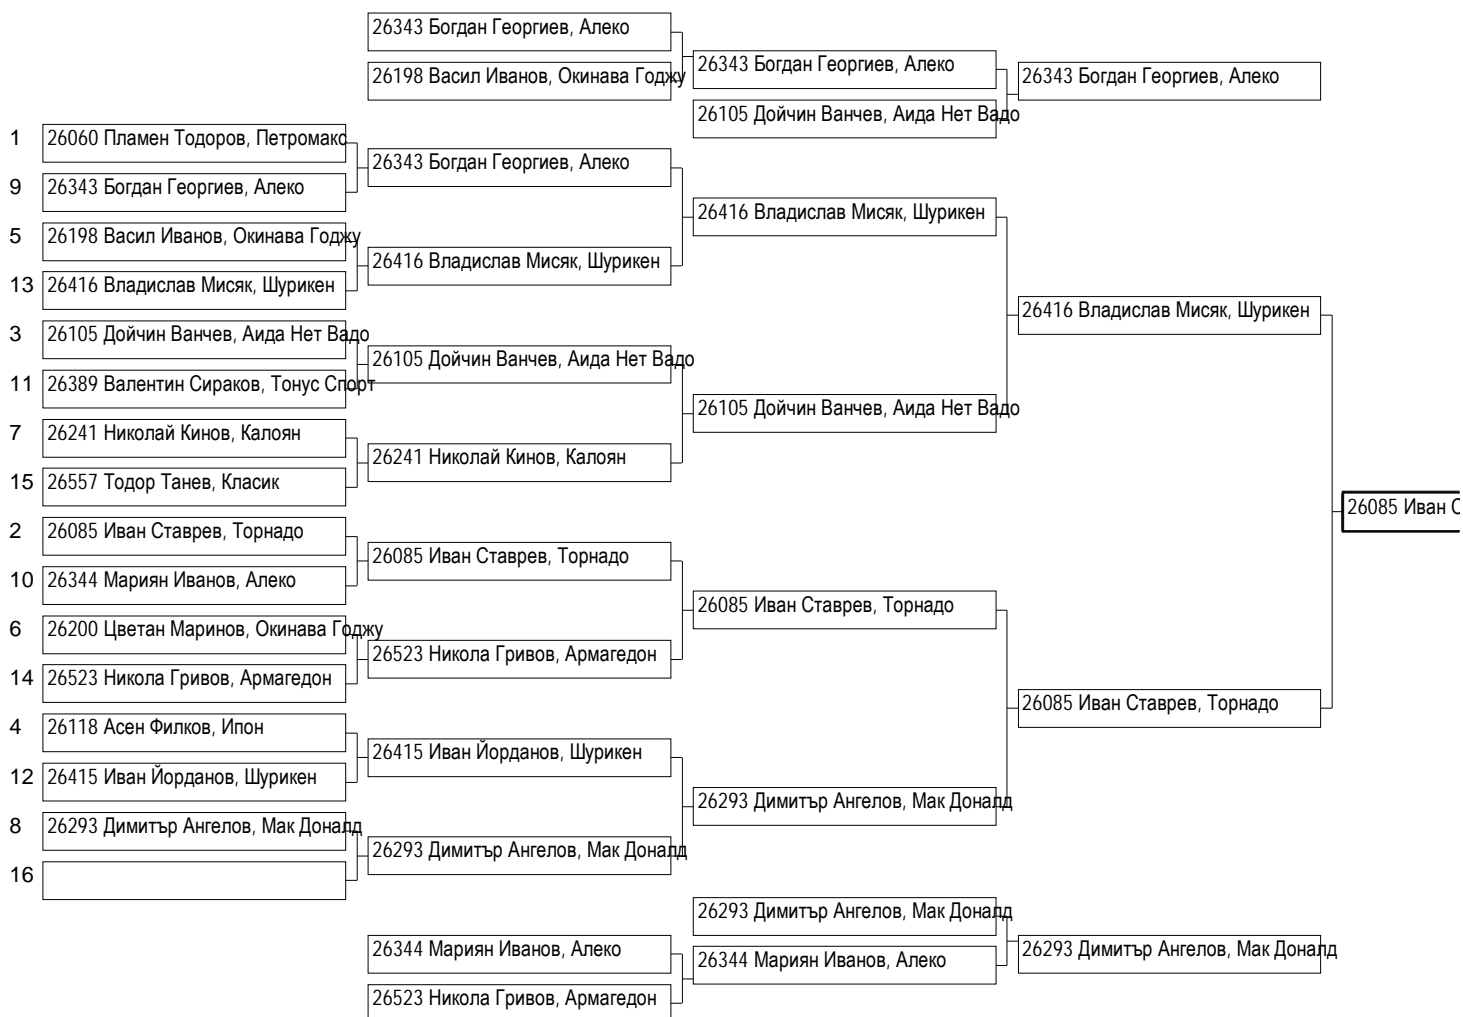 26343 Богдан Георгиев, Алеко
26198 Васил Иванов, Окинава Годжу
26343 Богдан Георгиев, Алеко
26105 Дойчин Ванчев, Аида Нет Вадо
26343 Богдан Георгиев, Алеко
1 26060 Пламен Тодоров, Петромакс
9 26343 Богдан Георгиев, Алеко
5 26198 Васил Иванов, Окинава Годжу
13 26416 Владислав Мисяк, Шурикен
3 26105 Дойчин Ванчев, Аида Нет Вадо
11 26389 Валентин Сираков, Тонус Спорт
7 26241 Николай Кинов, Калоян
15 26557 Тодор Танев, Класик
2 26085 Иван Ставрев, Торнадо
10 26344 Мариян Иванов, Алеко
6 26200 Цветан Маринов, Окинава Годжу
14 26523 Никола Гривов, Армагедон
4 26118 Асен Филков, Ипон
12 26415 Иван Йорданов, Шурикен
8 26293 Димитър Ангелов, Мак Доналд
16
26343 Богдан Георгиев, Алеко
26416 Владислав Мисяк, Шурикен
26105 Дойчин Ванчев, Аида Нет Вадо
26241 Николай Кинов, Калоян
26085 Иван Ставрев, Торнадо
26523 Никола Гривов, Армагедон
26415 Иван Йорданов, Шурикен
26293 Димитър Ангелов, Мак Доналд
26416 Владислав Мисяк, Шурикен
26105 Дойчин Ванчев, Аида Нет Вадо
26085 Иван Ставрев, Торнадо
26293 Димитър Ангелов, Мак Доналд
26416 Владислав Мисяк, Шурикен
26085 Иван Ставрев, Торнадо
26085 Иван
26344 Мариян Иванов, Алеко
26523 Никола Гривов, Армагедон
26293 Димитър Ангелов, Мак Доналд
26344 Мариян Иванов, Алеко
26293 Димитър Ангелов, Мак Доналд